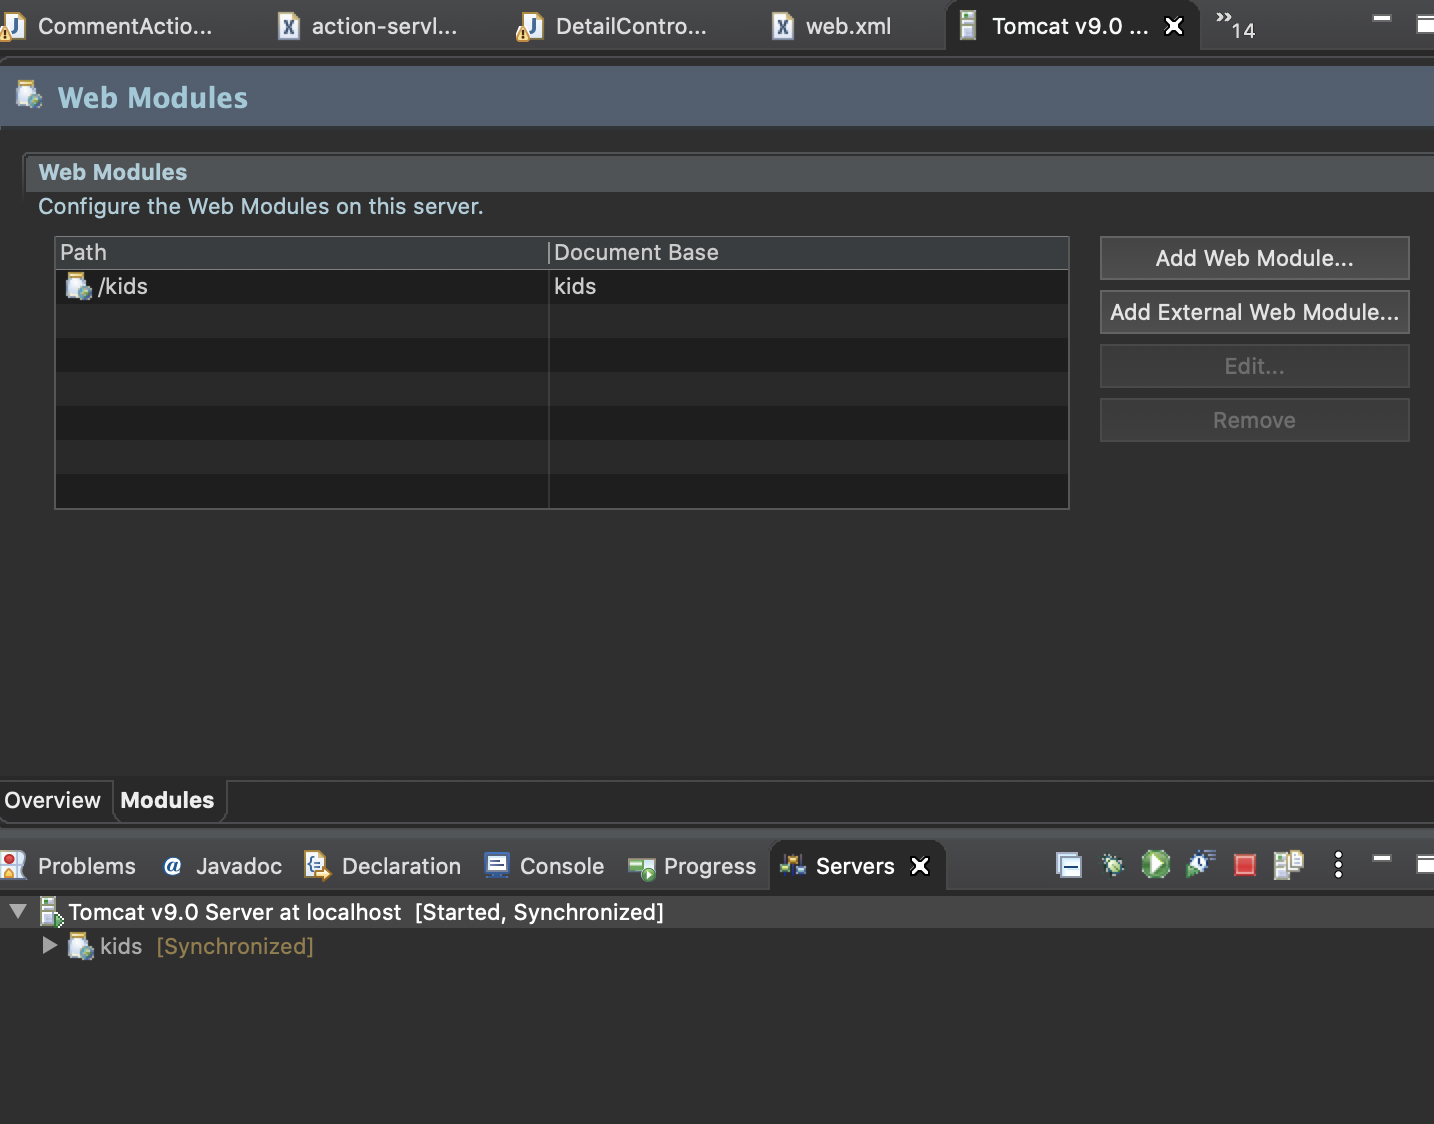 CommentActio... action-servl... DetailContro... web.xml Tomcat v9.0 ... »14
Web Modules
Web Modules
Configure the Web Modules on this server.
Path Document Base
/kids kids
Add Web Module...
Add External Web Module...
Edit...
Remove
Overview Modules
Problems @ Javadoc Declaration Console Progress Servers
Tomcat v9.0 Server at localhost [Started, Synchronized]
kids [Synchronized]